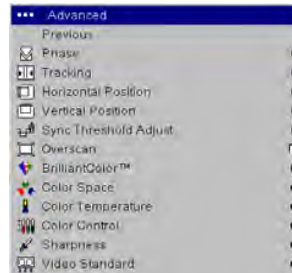 Advanced
Previous
Phase
Tracking
Horizontal Position
Vertical Position
Sync Threshold Adjust
Overscan
BrilliantColor™
Color Space
Color Temperature
Color Control
Sharpness
Video Standard